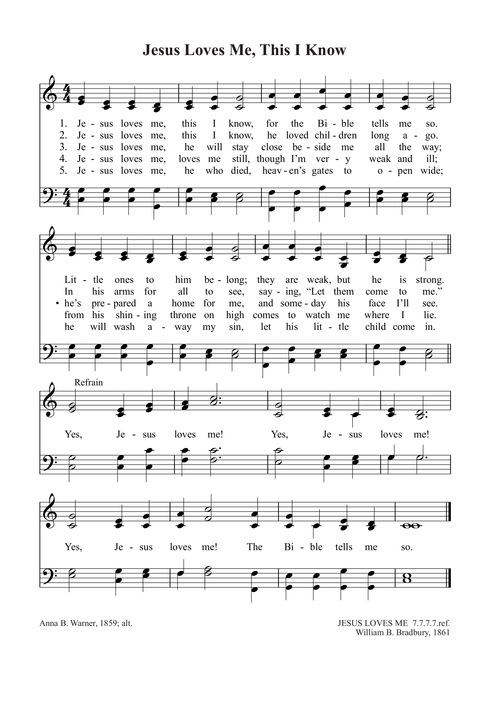 Jesus Loves Me, This I Know
4 4
1. Je - sus loves me, this I know, for the Bi - ble tells me so.
2. Je - sus loves me, this I know, he loved chil - dren long a - go.
3. Je - sus loves me, he will stay close be - side me all the way;
4. Je - sus loves me, loves me still, though I'm ver - y weak and ill;
5. Je - sus loves me, he who died, heav - en's gates to o - pen wide;
4 4
Lit - tle ones to him be - long; they are weak, but he is strong.
In his arms for all to see, say - ing, “Let them come to me.”
• he's pre - pared a home for me, and some - day his face I'll see.
from his shin - ing throne on high comes to watch me where I lie.
he will wash a - way my sin, let his lit - tle child come in.
Refrain
Yes, Je - sus loves me! Yes, Je - sus loves me!
Yes, Je - sus loves me! The Bi - ble tells me so.
Anna B. Warner, 1859; alt.
JESUS LOVES ME 7.7.7.7.ref.
William B. Bradbury, 1861